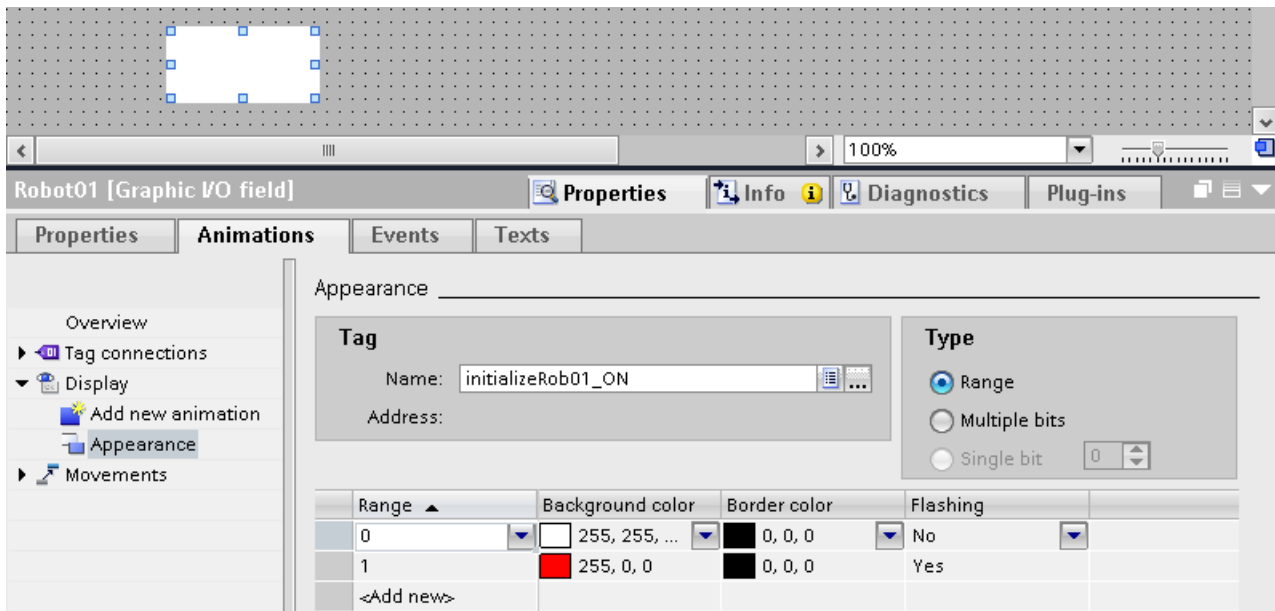 100%
Robot01 [Graphic I/O field]
Properties Info Diagnostics Plug-ins
Properties Animations Events Texts
Appearance
Overview
Tag connections
Display
Add new animation
Appearance
Movements
Tag
Name: initializeRob01_ON ...
Address:
Type
Range
Multiple bits
Single bit 0
Range Background color Border color Flashing
0 255, 255, ... 0, 0, 0 No
1 255, 0, 0 0, 0, 0 Yes
<Add new>